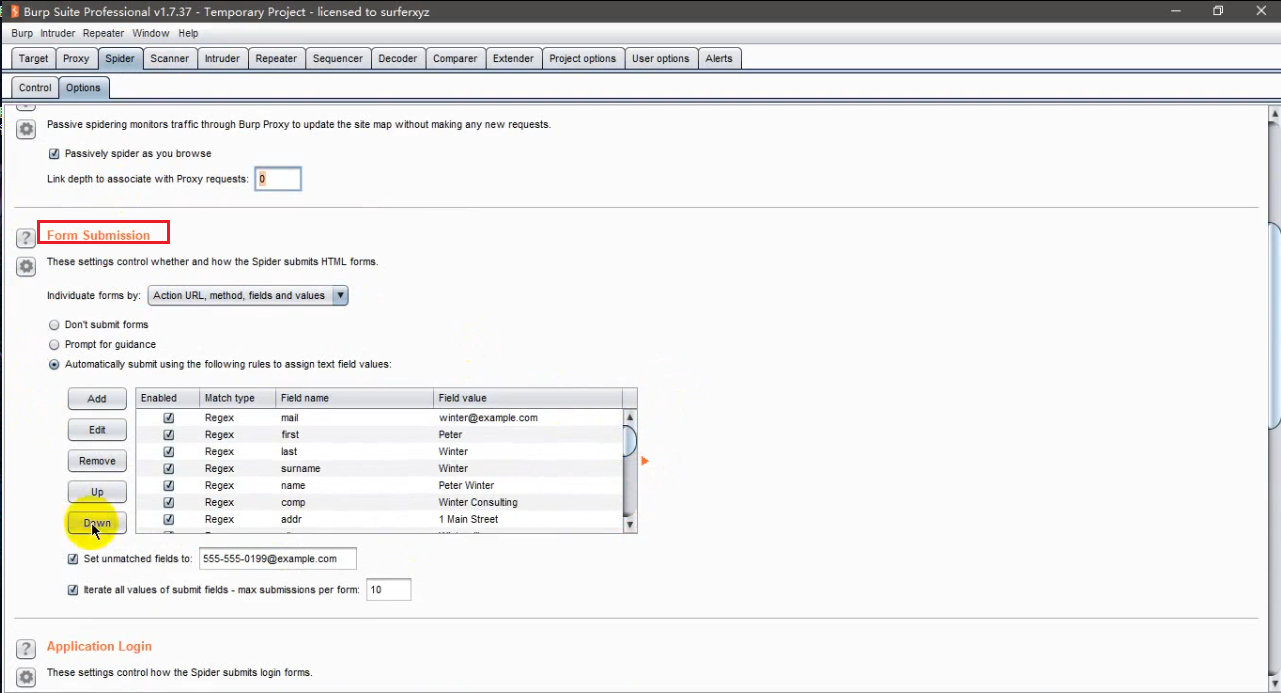 Burp Suite Professional v1.7.37 - Temporary Project - licensed to surferxyz
Burp Intruder Repeater Window Help
Target Proxy Spider Scanner Intruder Repeater Sequencer Decoder Comparer Extender Project options User options Alerts
Control Options
Passive spidering monitors traffic through Burp Proxy to update the site map without making any new requests.
Passively spider as you browse
Link depth to associate with Proxy requests: 0
? Form Submission
These settings control whether and how the Spider submits HTML forms.
Individuate forms by: Action URL, method, fields and values
Don't submit forms
Prompt for guidance
Automatically submit using the following rules to assign text field values:
Add
Edit
Remove
Up
Down
Enabled Match type Field name Field value
Regex mail winter@example.com
Regex first Peter
Regex last Winter
Regex surname Winter
Regex name Peter Winter
Regex comp Winter Consulting
Regex addr 1 Main Street
Set unmatched fields to: 555-555-0199@example.com
Iterate all values of submit fields - max submissions per form: 10
? Application Login
These settings control how the Spider submits login forms.